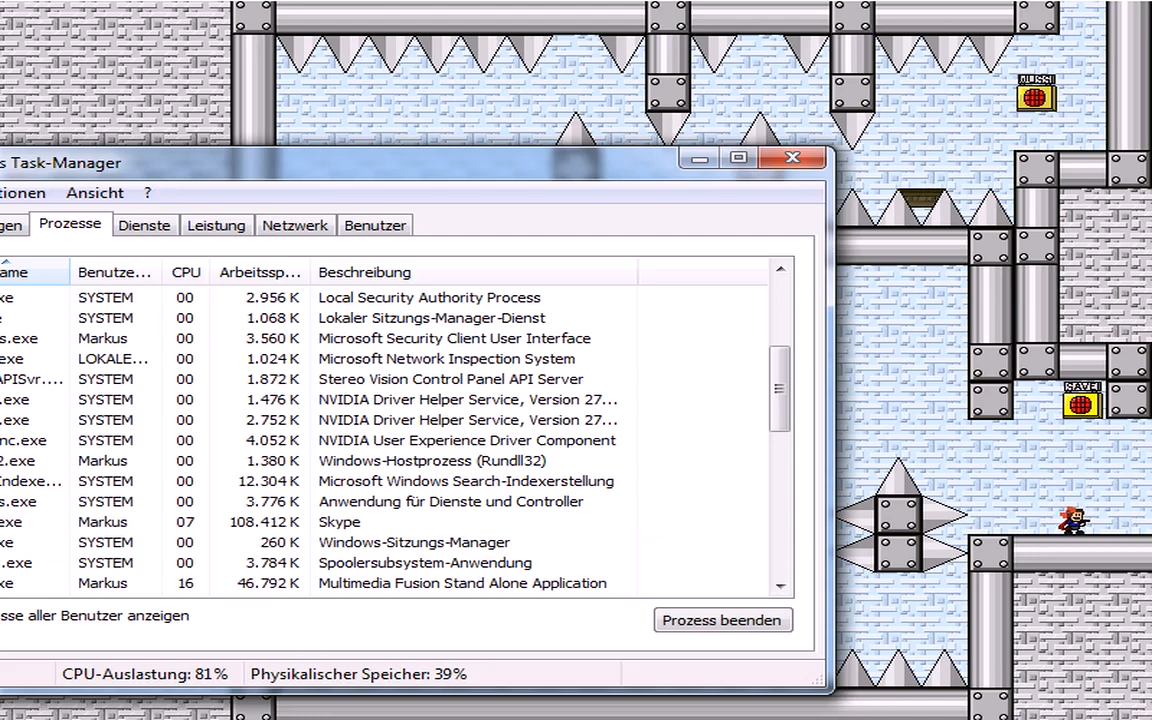 WUSS!
s Task-Manager
tionen Ansicht ?
gen Prozesse Dienste Leistung Netzwerk Benutzer
ame Benutze... CPU Arbeitssp... Beschreibung
xe SYSTEM 00 2.956 K Local Security Authority Process
e SYSTEM 00 1.068 K Lokaler Sitzungs-Manager-Dienst
s.exe Markus 00 3.560 K Microsoft Security Client User Interface
exe LOKALE... 00 1.024 K Microsoft Network Inspection System
APISvr.... SYSTEM 00 1.872 K Stereo Vision Control Panel API Server
.exe SYSTEM 00 1.476 K NVIDIA Driver Helper Service, Version 27...
.exe SYSTEM 00 2.752 K NVIDIA Driver Helper Service, Version 27...
nc.exe SYSTEM 00 4.052 K NVIDIA User Experience Driver Component
2.exe Markus 00 1.380 K Windows-Hostprozess (Rundll32)
Indexe... SYSTEM 00 12.304 K Microsoft Windows Search-Indexerstellung
s.exe SYSTEM 00 3.776 K Anwendung für Dienste und Controller
exe Markus 07 108.412 K Skype
xe SYSTEM 00 260 K Windows-Sitzungs-Manager
.exe SYSTEM 00 3.784 K Spoolersubsystem-Anwendung
xe Markus 16 46.792 K Multimedia Fusion Stand Alone Application
SAVE!
sse aller Benutzer anzeigen
Prozess beenden
CPU-Auslastung: 81% Physikalischer Speicher: 39%